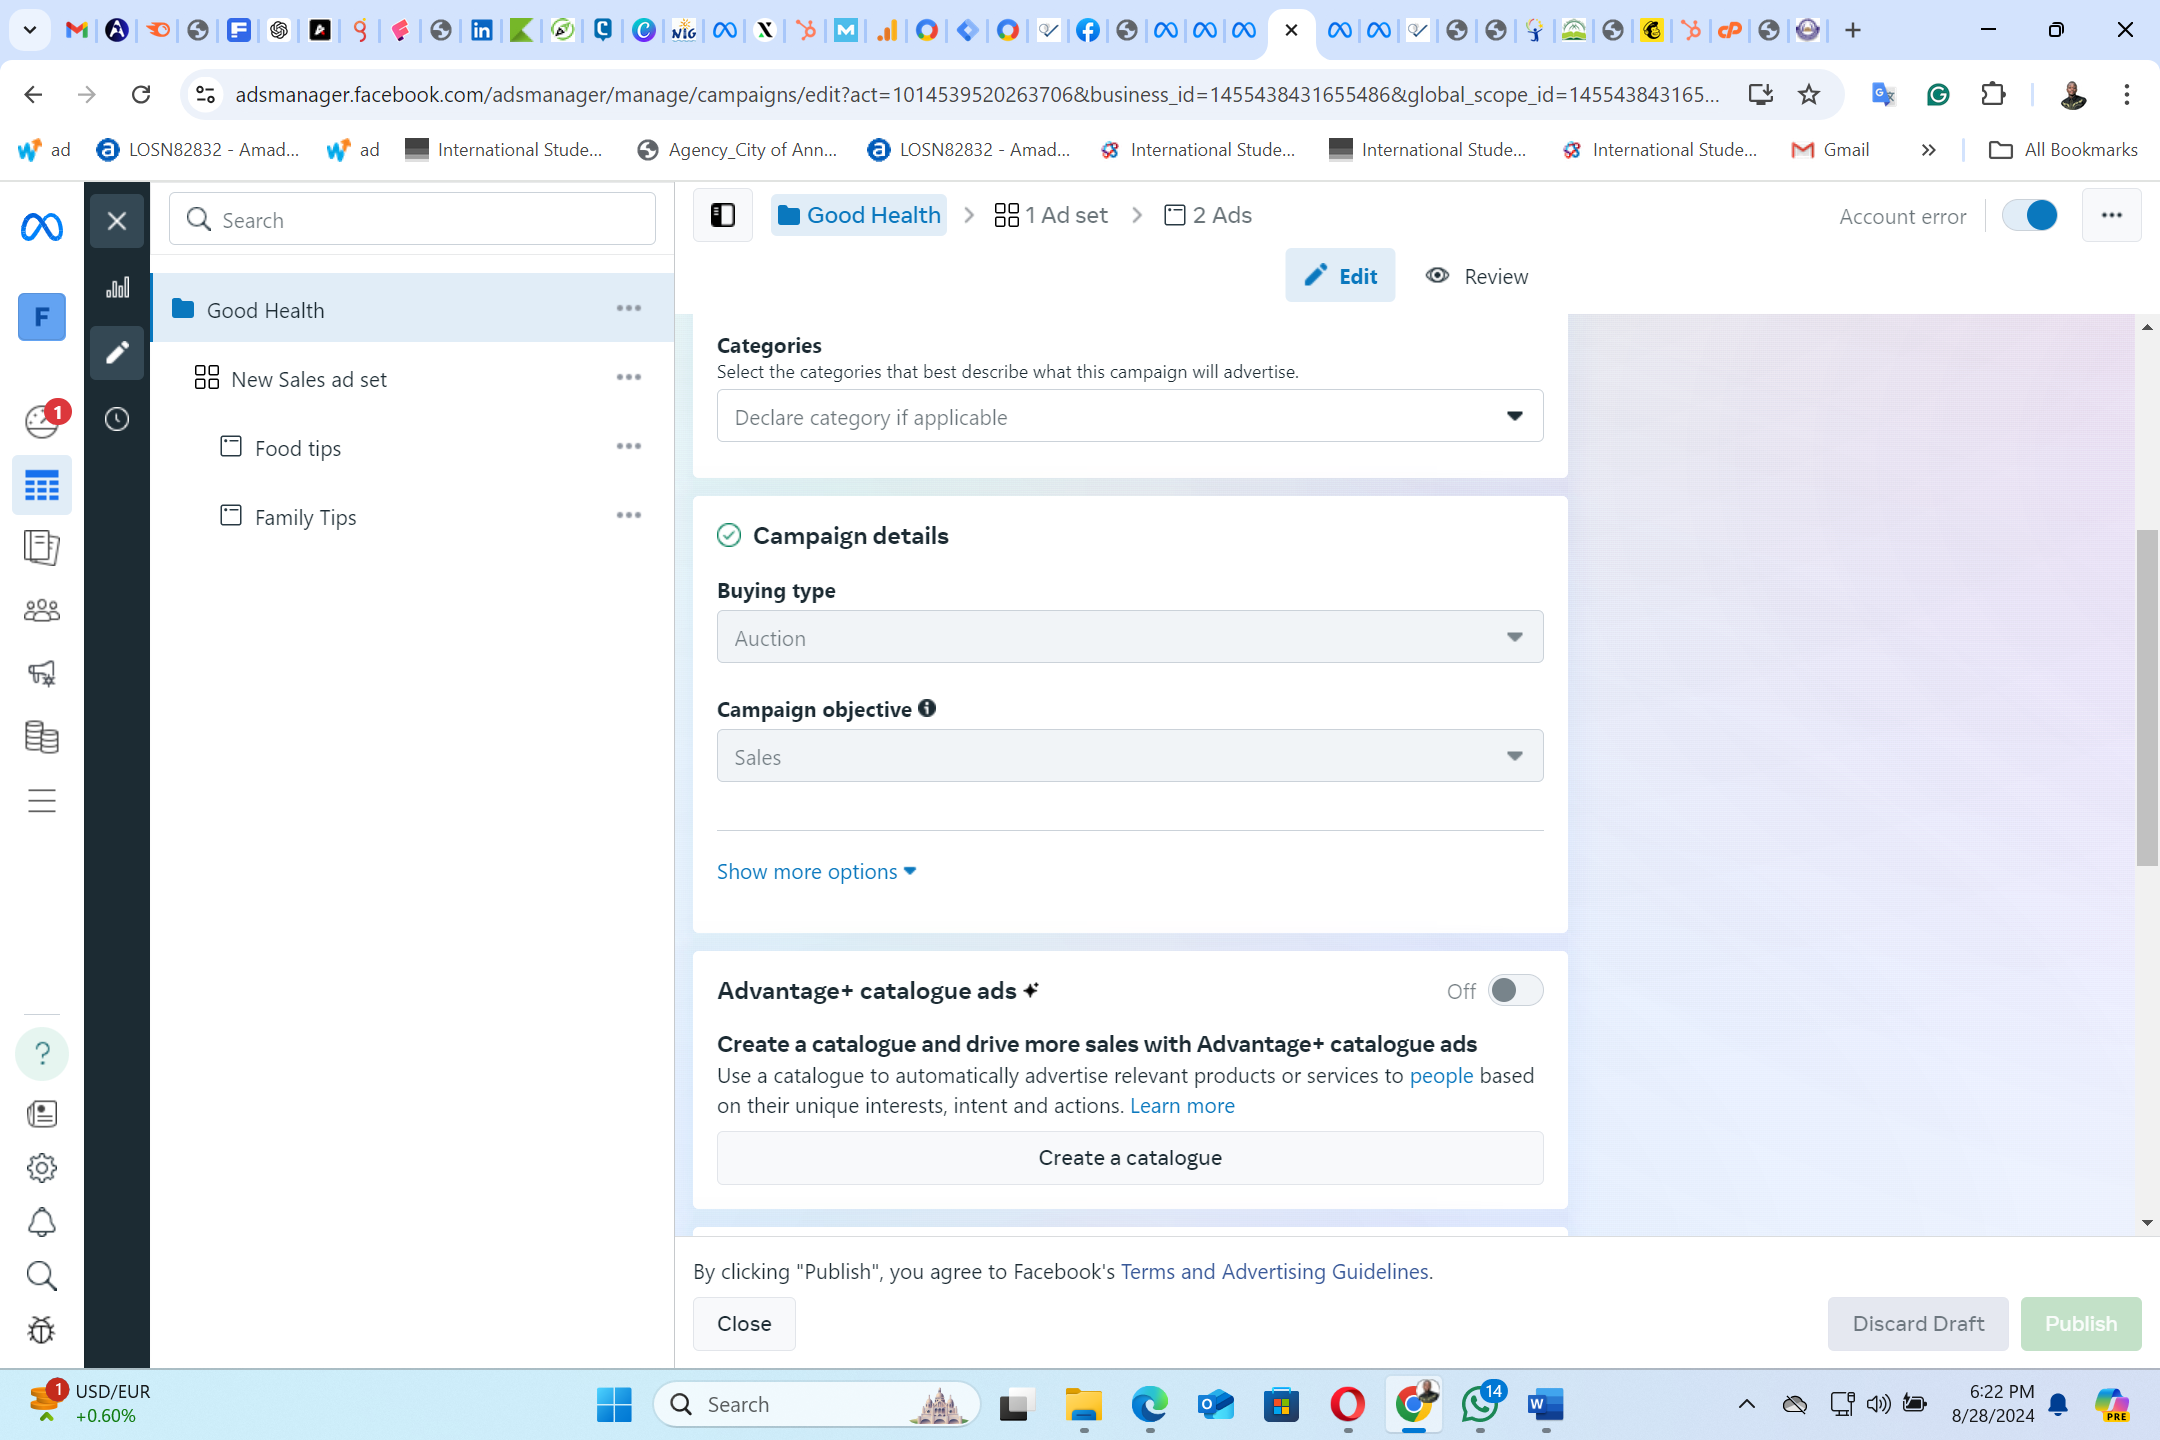 adsmanager.facebook.com/adsmanager/manage/campaigns/edit?act=1014539520263706&business_id=1455438431655486&global_scope_id=145543843165...
ad
LOSN82832 - Amad...
ad
International Stude...
Agency_City of Ann...
LOSN82832 - Amad...
International Stude...
International Stude...
International Stude...
Gmail
All Bookmarks
Search
Good Health
1 Ad set
2 Ads
Account error
Edit
Review
F
1
Good Health
New Sales ad set
Food tips
Family Tips
Categories
Select the categories that best describe what this campaign will advertise.
Declare category if applicable
Campaign details
Buying type
Auction
Campaign objective
Sales
Show more options
Advantage+ catalogue ads
Off
Create a catalogue and drive more sales with Advantage+ catalogue ads
Use a catalogue to automatically advertise relevant products or services to people based
on their unique interests, intent and actions. Learn more
Create a catalogue
By clicking "Publish", you agree to Facebook's Terms and Advertising Guidelines.
Close
Discard Draft
Publish
1
USD/EUR
+0.60%
Search
14
6:22 PM
8/28/2024
PRE